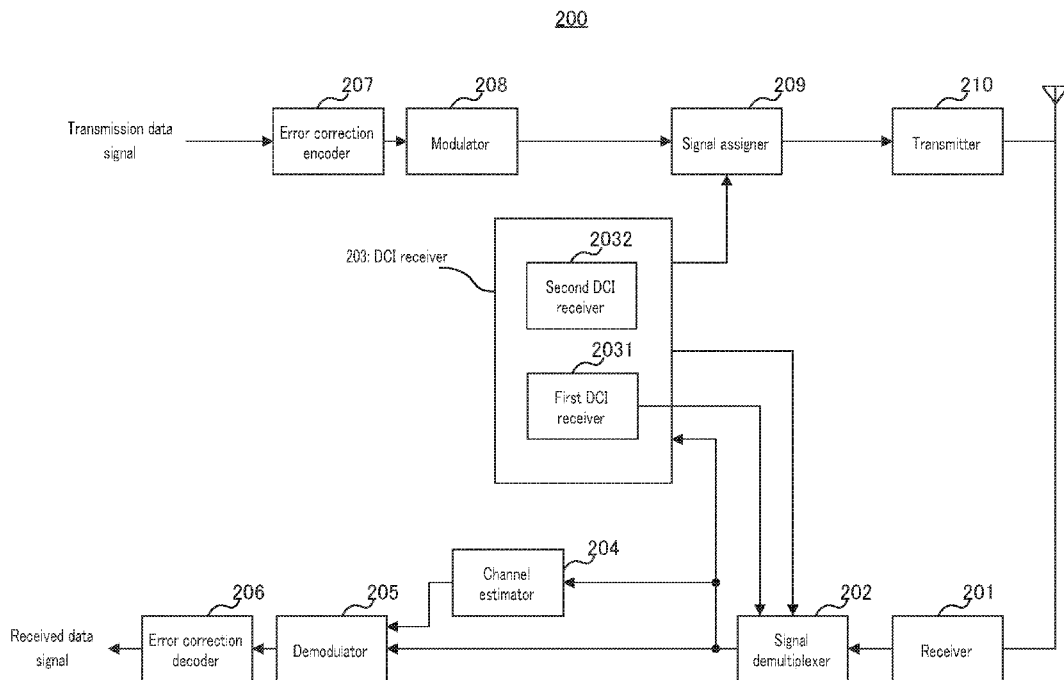 200
207
208
209
210
Transmission data
signal
Error correction
encoder
Modulator
Signal assigner
Transmitter
203: DCI receiver
2032
Second DCI
receiver
2031
First DCI
receiver
204
Channel
estimator
206
205
202
201
Received data
signal
Error correction
decoder
Demodulator
Signal
demultiplexer
Receiver